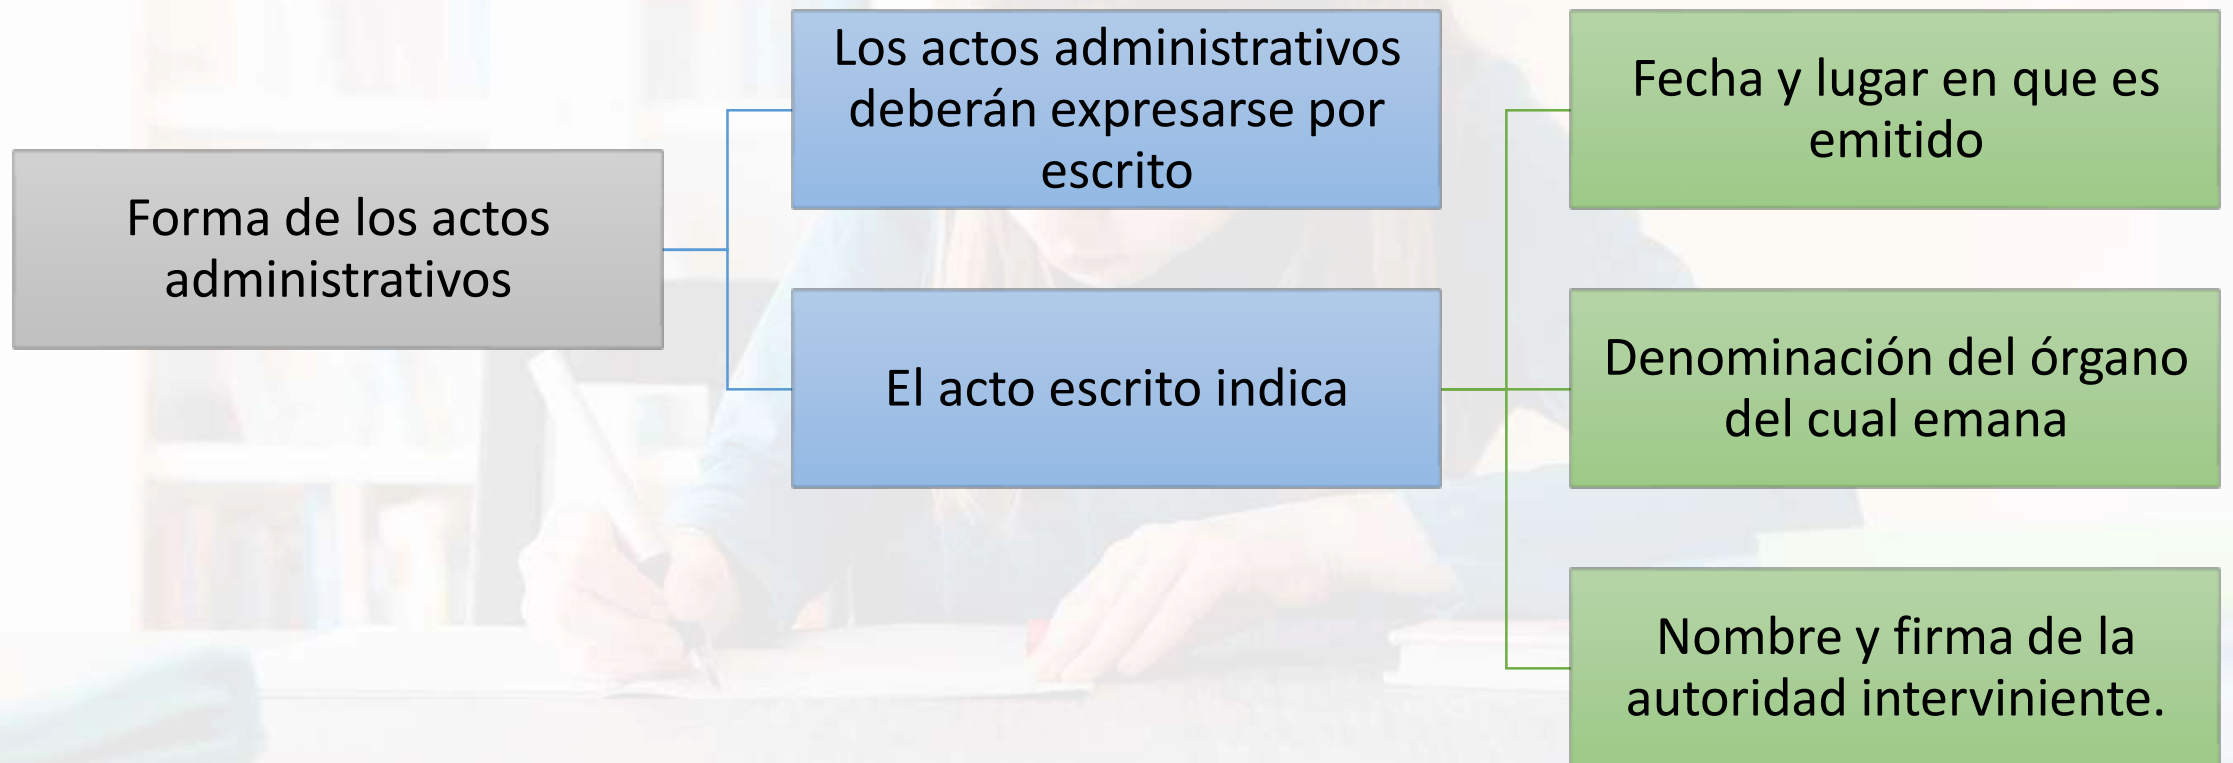 Forma de los actos
administrativos
Los actos administrativos
deberán expresarse por
escrito
El acto escrito indica
Fecha y lugar en que es
emitido
Denominación del órgano
del cual emana
Nombre y firma de la
autoridad interviniente.